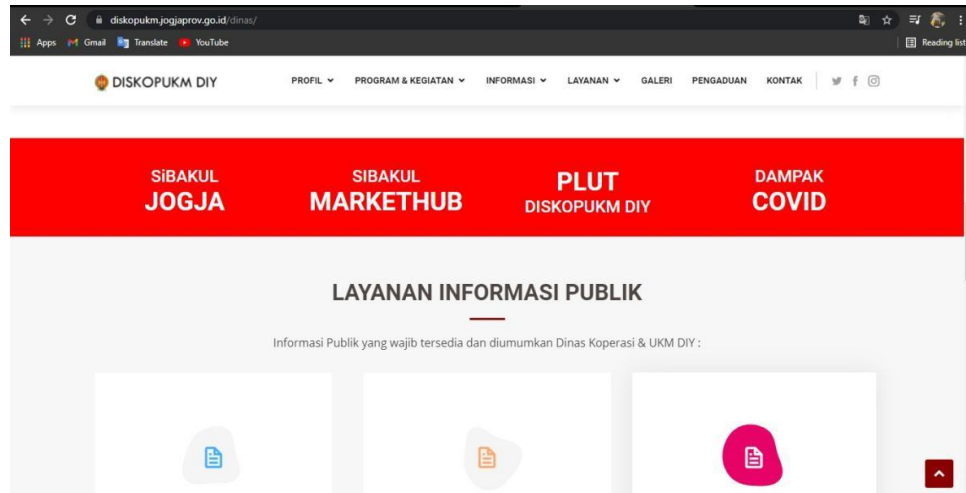 diskopukm.jogjaprov.go.id/dinas/
Apps Gmail Translate YouTube Reading list
DISKOPUKM DIY PROFIL PROGRAM & KEGIATAN INFORMASI LAYANAN GALERI PENGADUAN KONTAK
SiBAKUL
JOGJA
SIBAKUL
MARKETHUB
PLUT
DISKOPUKM DIY
DAMPAK
COVID
LAYANAN INFORMASI PUBLIK
Informasi Publik yang wajib tersedia dan diumumkan Dinas Koperasi & UKM DIY :